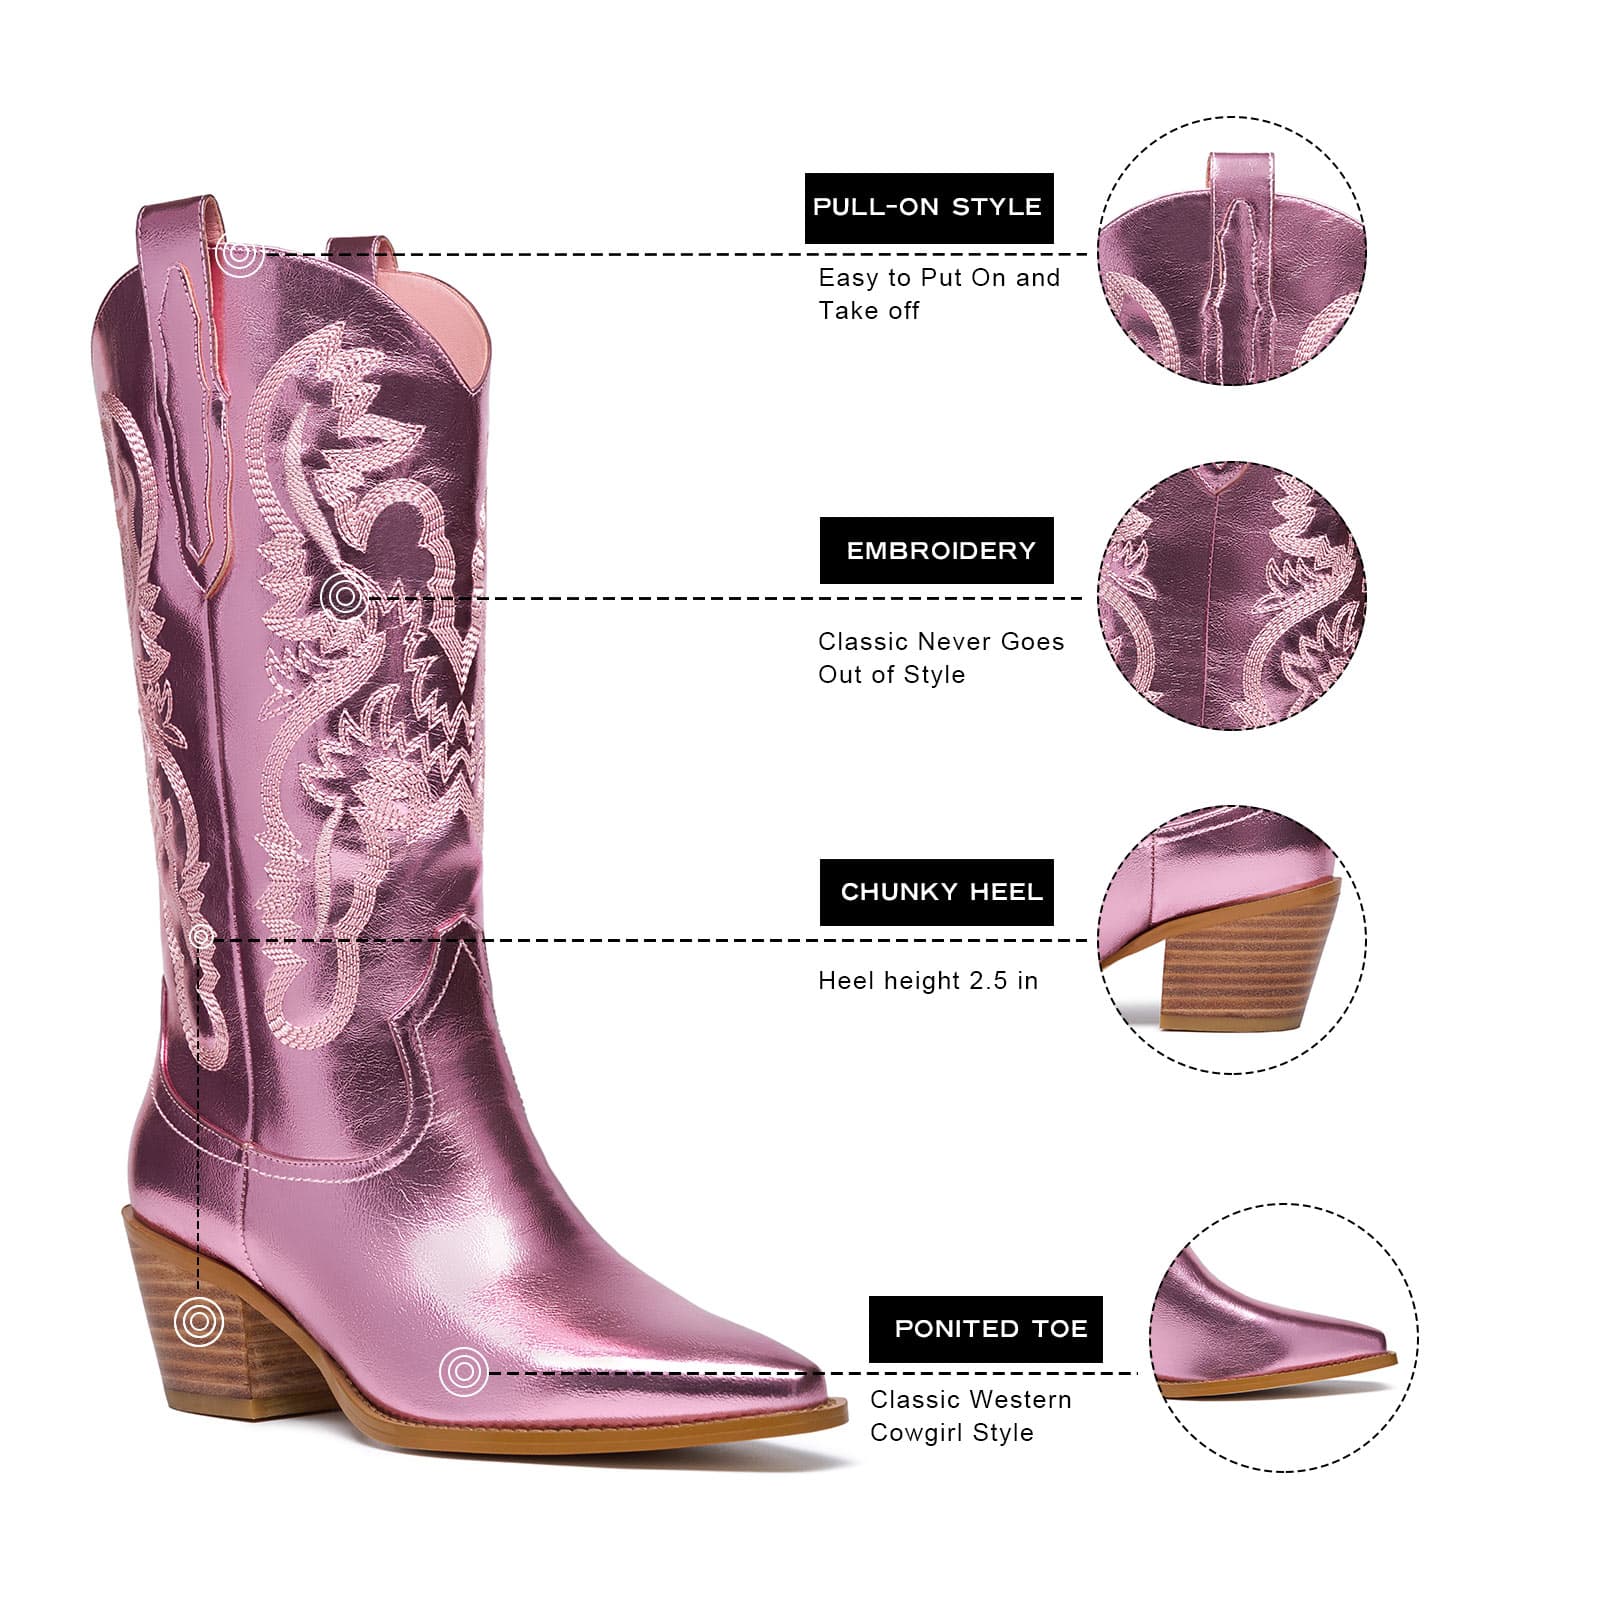 PULL-ON STYLE
Easy to Put On and
Take off
EMBROIDERY
Classic Never Goes
Out of Style
CHUNKY HEEL
Heel height 2.5 in
PONITED TOE
Classic Western
Cowgirl Style